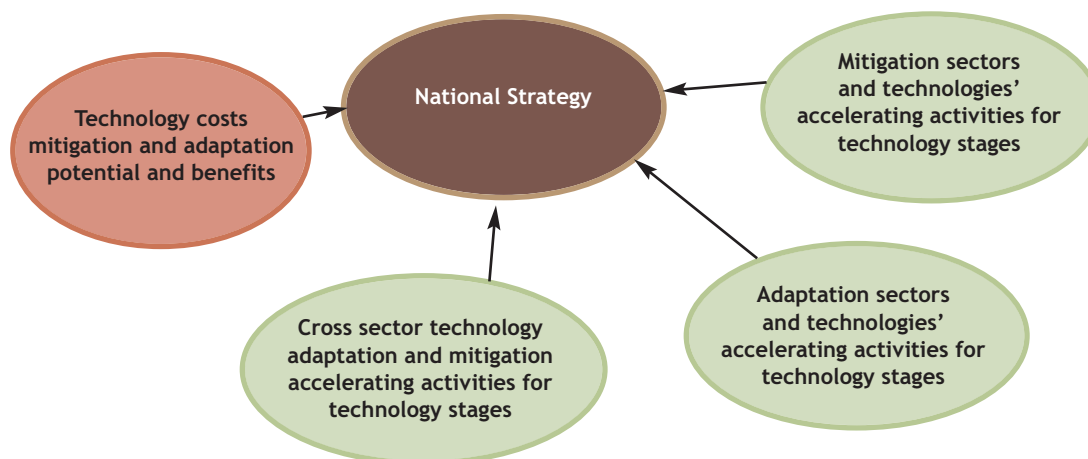 National Strategy
Technology costs
mitigation and adaptation
potential and benefits
Mitigation sectors
and technologies’
accelerating activities for
technology stages
Cross sector technology
adaptation and mitigation
accelerating activities for
technology stages
Adaptation sectors
and technologies’
accelerating activities for
technology stages